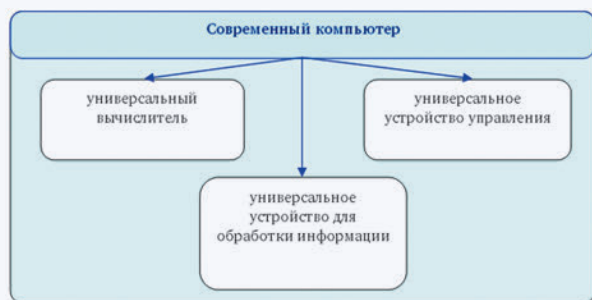 Современный компьютер
универсальный
вычислитель
универсальное
устройство управления
универсальное
устройство для
обработки информации